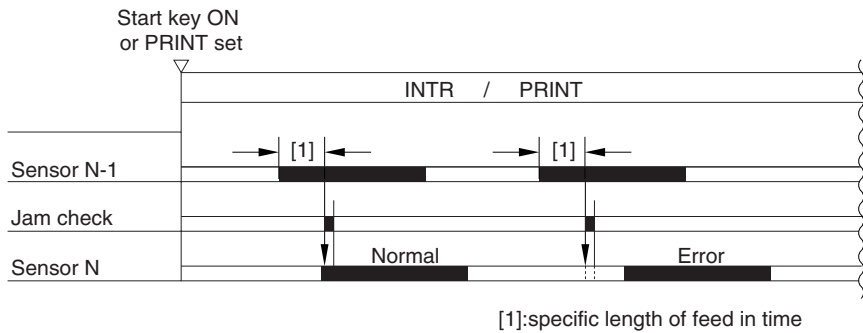 Start key ON
or PRINT set
INTR / PRINT
[1] [1]
Sensor N-1
Jam check
Normal Error
Sensor N
[1]:specific length of feed in time